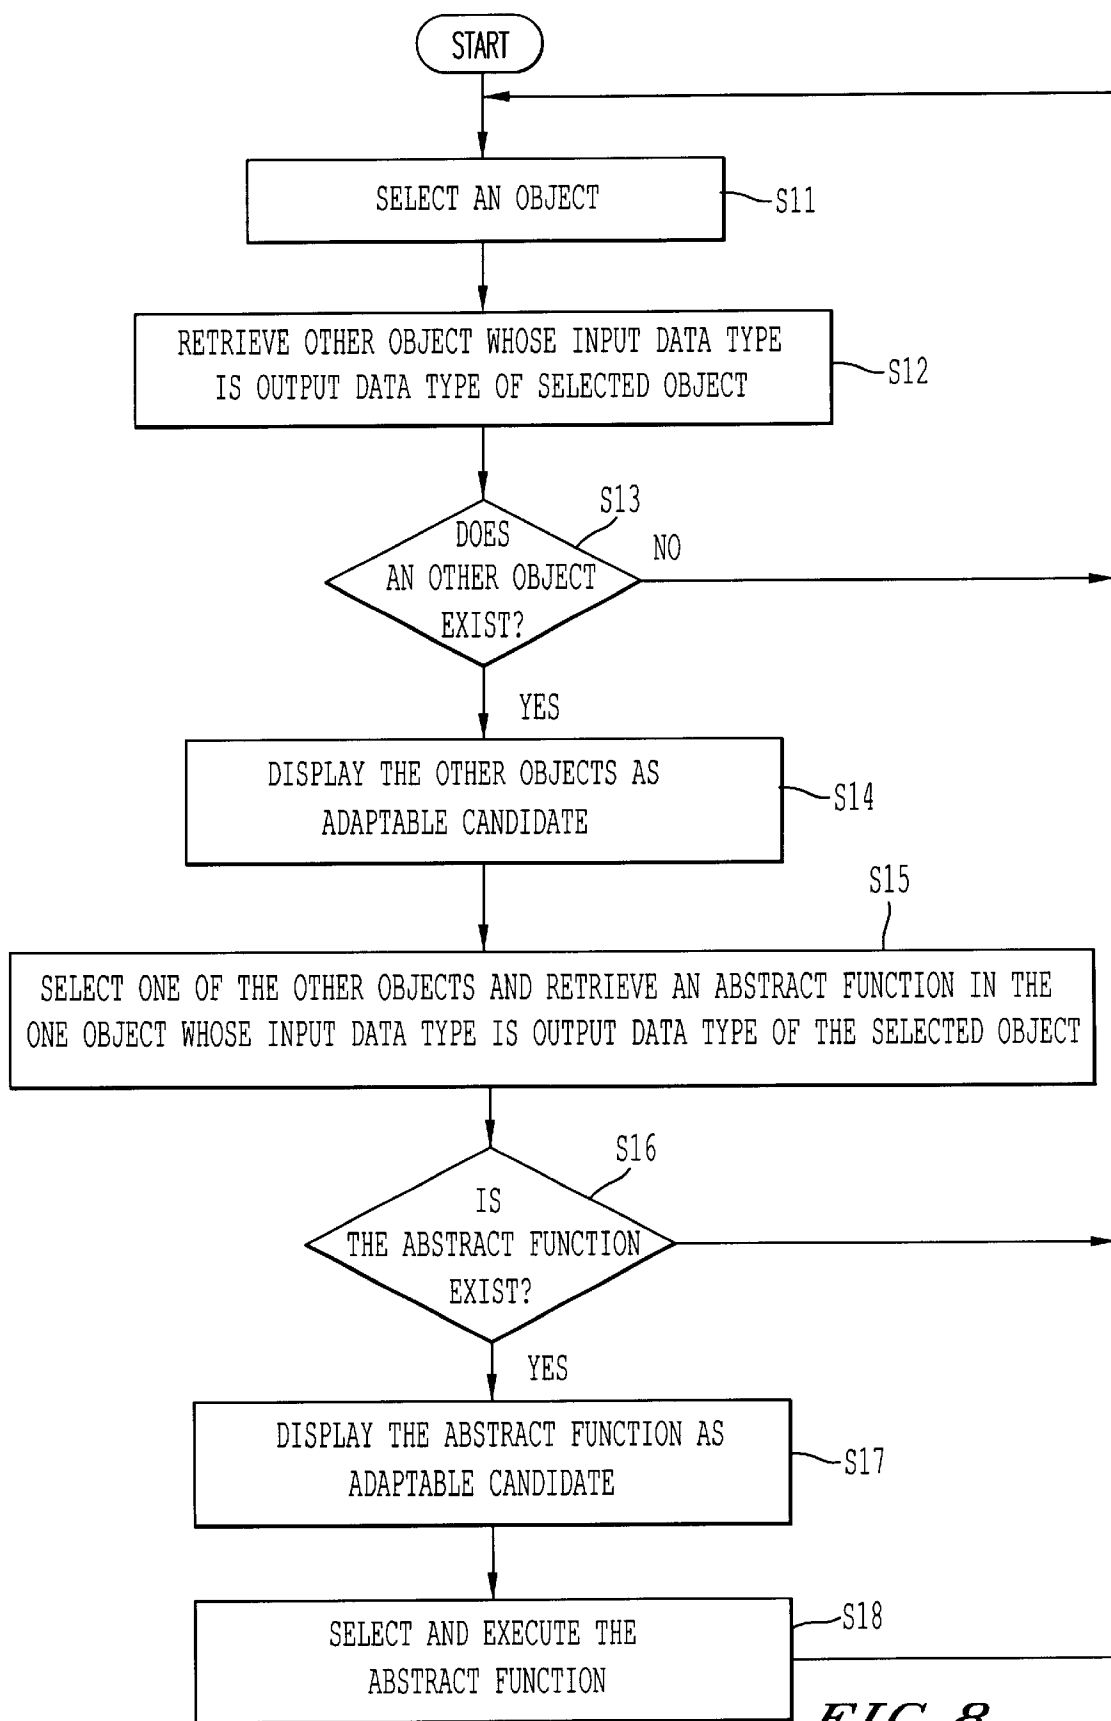 START
SELECT AN OBJECT
S11
RETRIEVE OTHER OBJECT WHOSE INPUT DATA TYPE
IS OUTPUT DATA TYPE OF SELECTED OBJECT
S12
S13
DOES
AN OTHER OBJECT
EXIST?
NO
YES
DISPLAY THE OTHER OBJECTS AS
ADAPTABLE CANDIDATE
S14
S15
SELECT ONE OF THE OTHER OBJECTS AND RETRIEVE AN ABSTRACT FUNCTION IN THE
ONE OBJECT WHOSE INPUT DATA TYPE IS OUTPUT DATA TYPE OF THE SELECTED OBJECT
S16
IS
THE ABSTRACT FUNCTION
EXIST?
YES
DISPLAY THE ABSTRACT FUNCTION AS
ADAPTABLE CANDIDATE
S17
SELECT AND EXECUTE THE
ABSTRACT FUNCTION
S18
FIG. 8